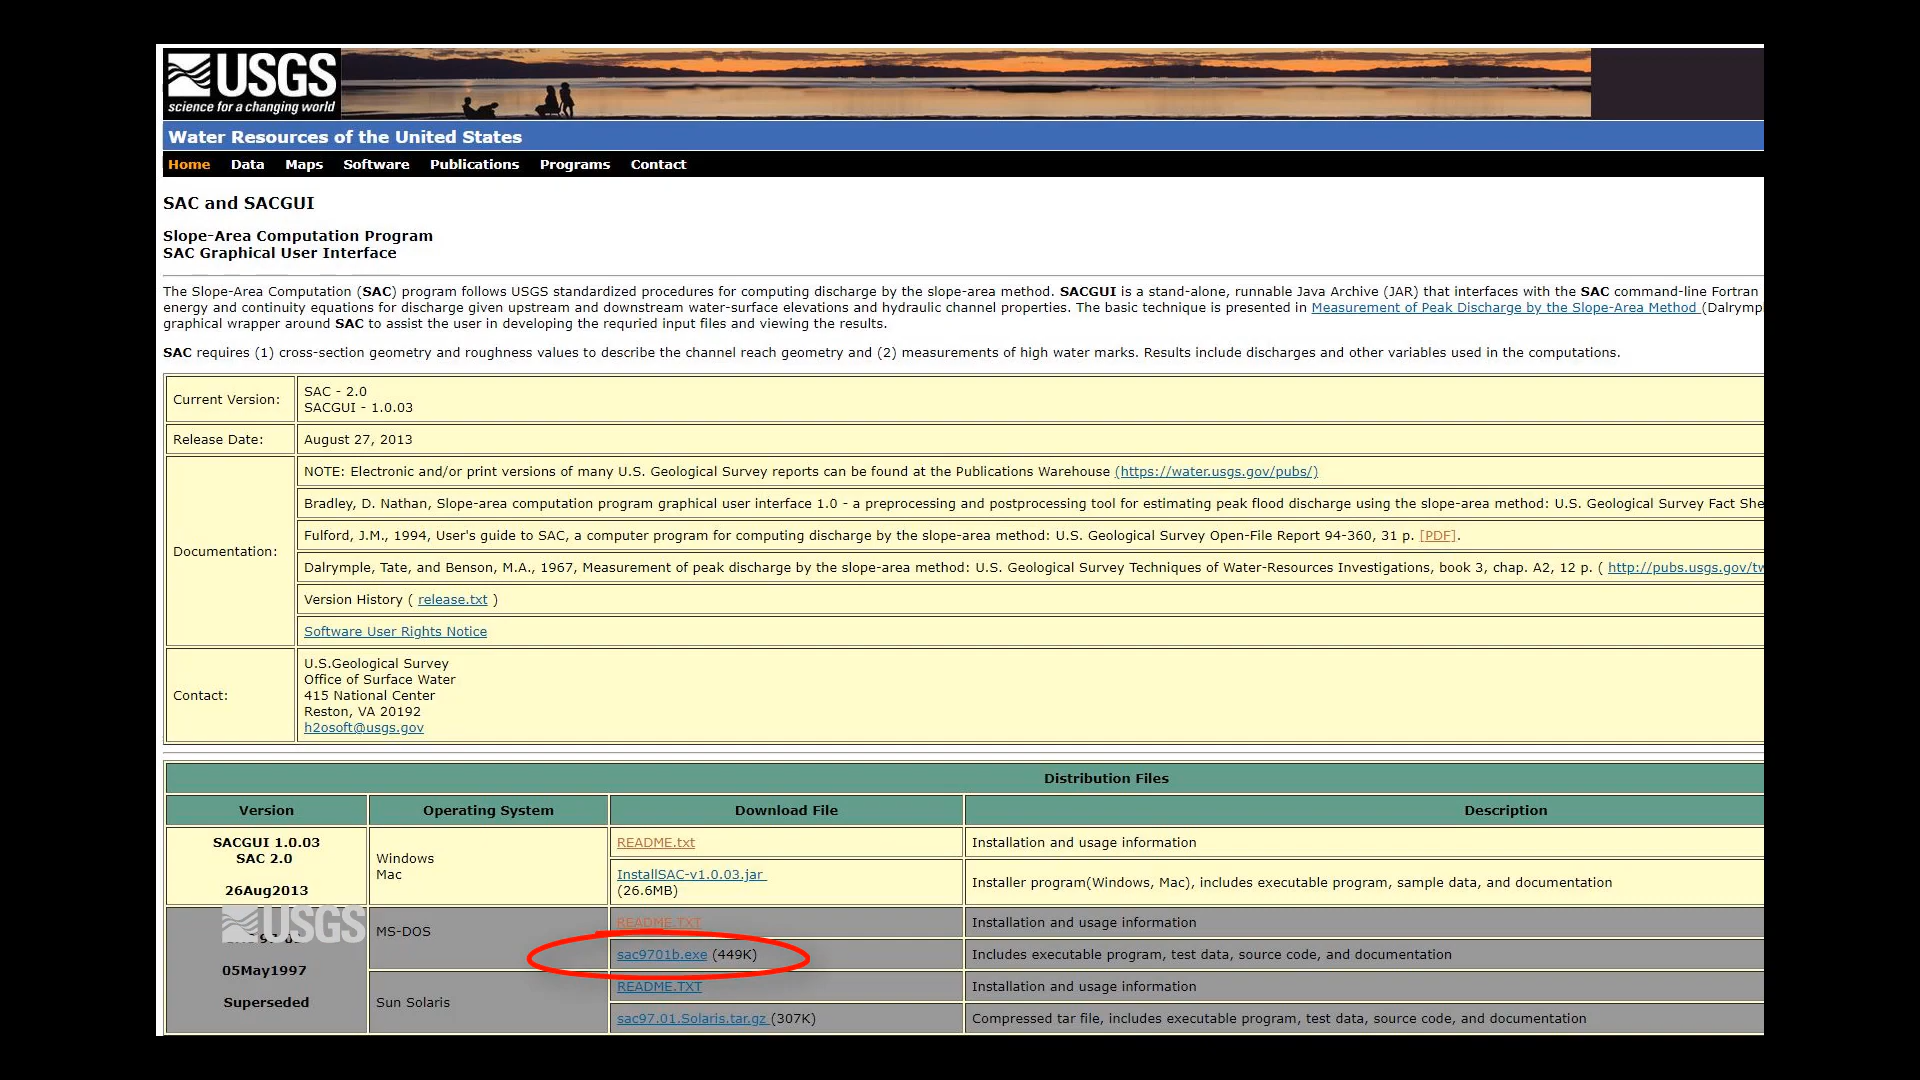 USGS
science for a changing world
Water Resources of the United States
Home Data Maps Software Publications Programs Contact
SAC and SACGUI
Slope-Area Computation Program
SAC Graphical User Interface
The Slope-Area Computation (SAC) program follows USGS standardized procedures for computing discharge by the slope-area method. SACGUI is a stand-alone, runnable Java Archive (JAR) that interfaces with the SAC command-line Fortran
energy and continuity equations for discharge given upstream and downstream water-surface elevations and hydraulic channel properties. The basic technique is presented in Measurement of Peak Discharge by the Slope-Area Method (Dalrympl
graphical wrapper around SAC to assist the user in developing the requried input files and viewing the results.
SAC requires (1) cross-section geometry and roughness values to describe the channel reach geometry and (2) measurements of high water marks. Results include discharges and other variables used in the computations.
Current Version:
SAC - 2.0
SACGUI - 1.0.03
Release Date:
August 27, 2013
Documentation:
NOTE: Electronic and/or print versions of many U.S. Geological Survey reports can be found at the Publications Warehouse (https://water.usgs.gov/pubs/)
Bradley, D. Nathan, Slope-area computation program graphical user interface 1.0 - a preprocessing and postprocessing tool for estimating peak flood discharge using the slope-area method: U.S. Geological Survey Fact She
Fulford, J.M., 1994, User's guide to SAC, a computer program for computing discharge by the slope-area method: U.S. Geological Survey Open-File Report 94-360, 31 p. [PDF].
Dalrymple, Tate, and Benson, M.A., 1967, Measurement of peak discharge by the slope-area method: U.S. Geological Survey Techniques of Water-Resources Investigations, book 3, chap. A2, 12 p. ( http://pubs.usgs.gov/tw
Version History ( release.txt )
Software User Rights Notice
Contact:
U.S.Geological Survey
Office of Surface Water
415 National Center
Reston, VA 20192
h2osoft@usgs.gov
Distribution Files
Version Operating System Download File Description
SACGUI 1.0.03
SAC 2.0
26Aug2013
Windows
Mac
README.txt
Installation and usage information
InstallSAC-v1.0.03.jar
(26.6MB)
Installer program(Windows, Mac), includes executable program, sample data, and documentation
USGS
05May1997
Superseded
MS-DOS
README.TXT
Installation and usage information
sac9701b.exe (449K)
Includes executable program, test data, source code, and documentation
Sun Solaris
README.TXT
Installation and usage information
sac97.01.Solaris.tar.gz (307K)
Compressed tar file, includes executable program, test data, source code, and documentation